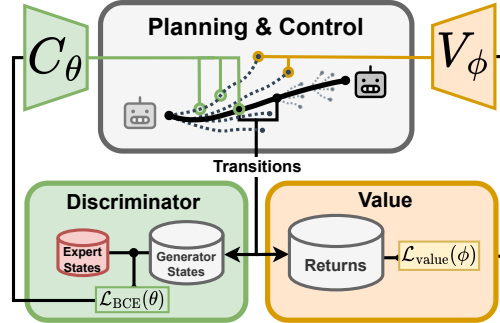 Planning & Control
C_θ
V_ϕ
Transitions
Discriminator
Value
Expert
States
Generator
States
Returns
ℒ_BCE(θ)
ℒ_value(ϕ)